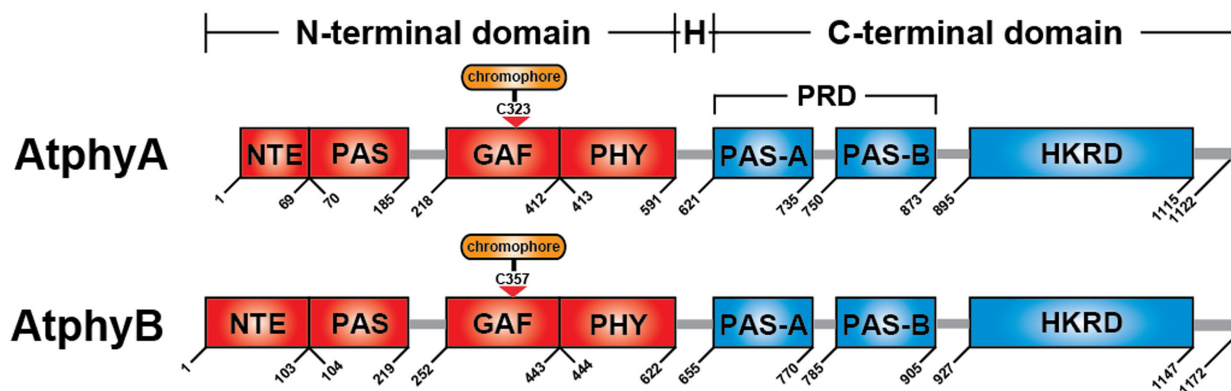 N-terminal domain H C-terminal domain
chromophore
C323
PRD
AtphyA NTE PAS GAF PHY PAS-A PAS-B HKRD
1 69 70 185 218 412 413 591 621 735 750 873 895 1115 1122
chromophore
C357
AtphyB NTE PAS GAF PHY PAS-A PAS-B HKRD
1 103 104 219 252 443 444 622 655 770 785 905 927 1147 1172